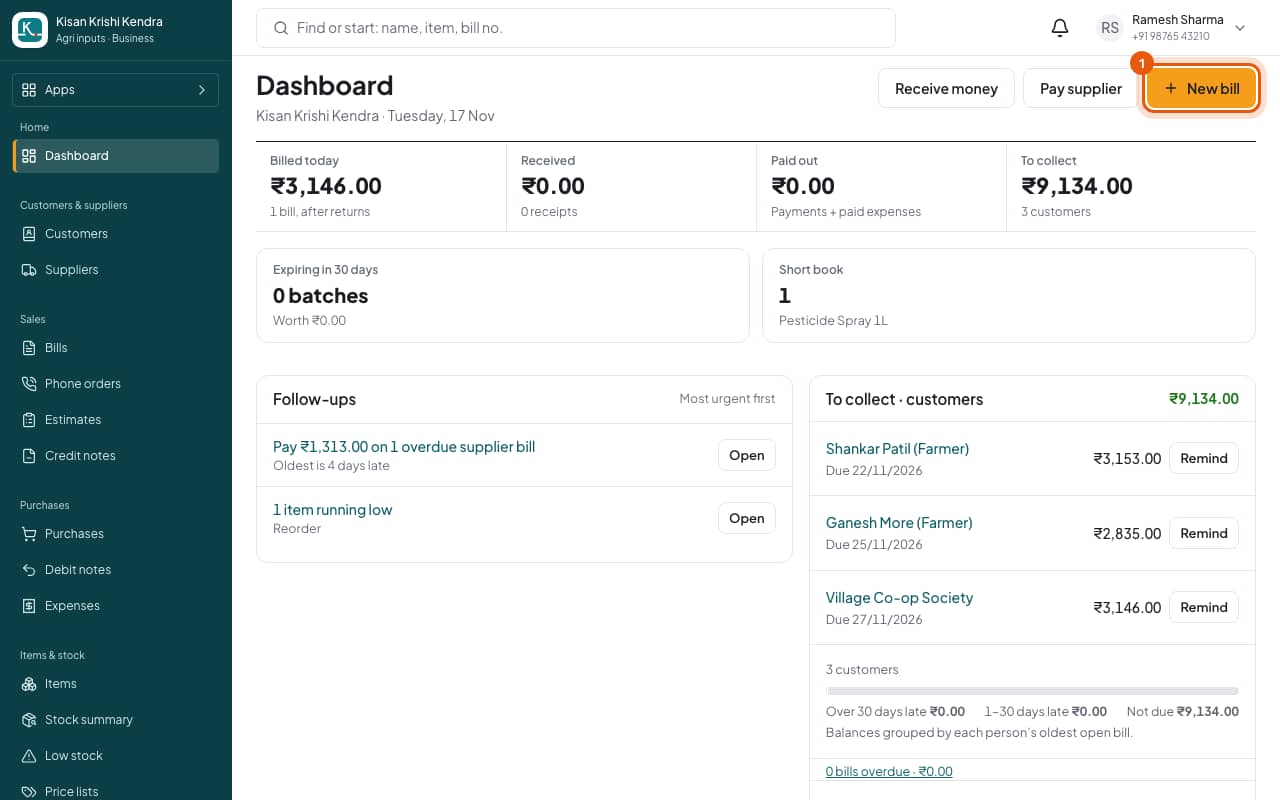 Kisan Krishi Kendra
Agri inputs · Business
Find or start: name, item, bill no.
RS
Ramesh Sharma
+91 98765 43210
Apps
Home
Dashboard
Customers & suppliers
Customers
Suppliers
Sales
Bills
Phone orders
Estimates
Credit notes
Purchases
Purchases
Debit notes
Expenses
Items & stock
Items
Stock summary
Low stock
Price lists
Dashboard
Kisan Krishi Kendra · Tuesday, 17 Nov
Receive money
Pay supplier
1
+ New bill
Billed today
₹3,146.00
1 bill, after returns
Received
₹0.00
0 receipts
Paid out
₹0.00
Payments + paid expenses
To collect
₹9,134.00
3 customers
Expiring in 30 days
0 batches
Worth ₹0.00
Short book
1
Pesticide Spray 1L
Follow-ups
Most urgent first
Pay ₹1,313.00 on 1 overdue supplier bill
Oldest is 4 days late
Open
1 item running low
Reorder
Open
To collect · customers
₹9,134.00
Shankar Patil (Farmer)
Due 22/11/2026
₹3,153.00
Remind
Ganesh More (Farmer)
Due 25/11/2026
₹2,835.00
Remind
Village Co-op Society
Due 27/11/2026
₹3,146.00
Remind
3 customers
Over 30 days late ₹0.00
1–30 days late ₹0.00
Not due ₹9,134.00
Balances grouped by each person's oldest open bill.
0 bills overdue · ₹0.00